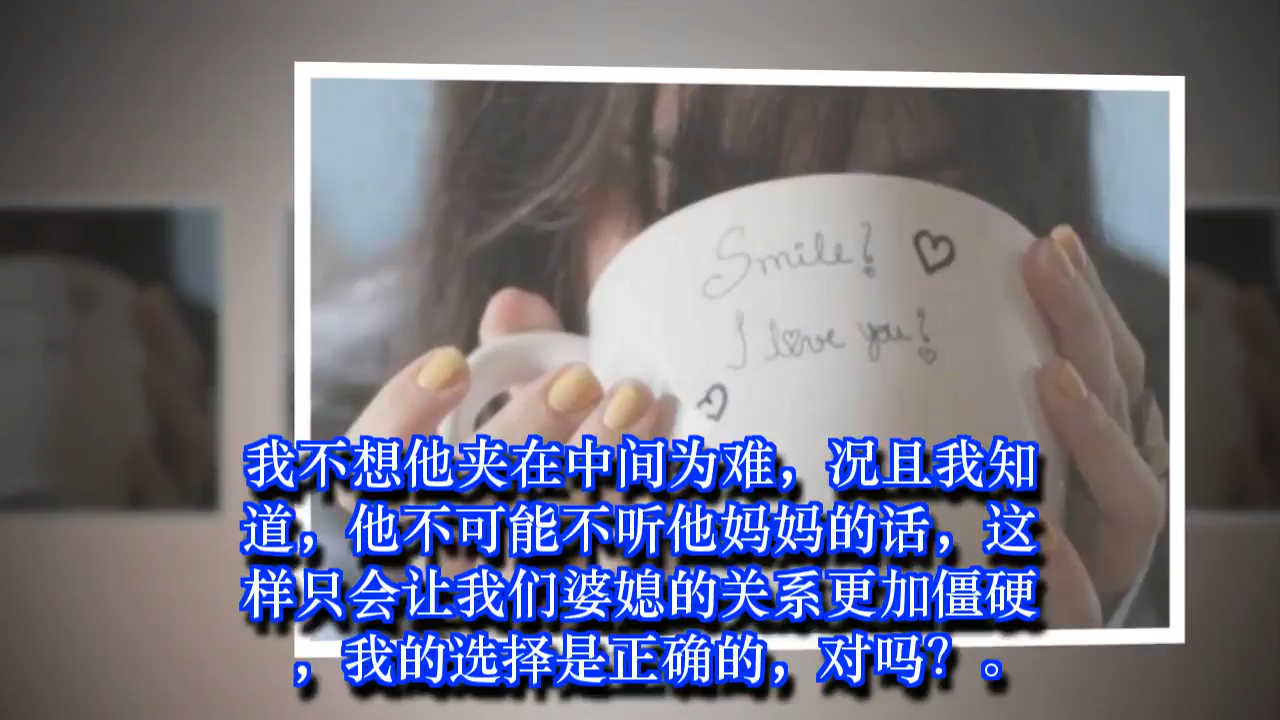 Smile!
I love you!
我不想他夹在中间为难，况且我知
道，他不可能不听他妈妈的话，这
样只会让我们婆媳的关系更加僵硬
，我的选择是正确的，对吗？。